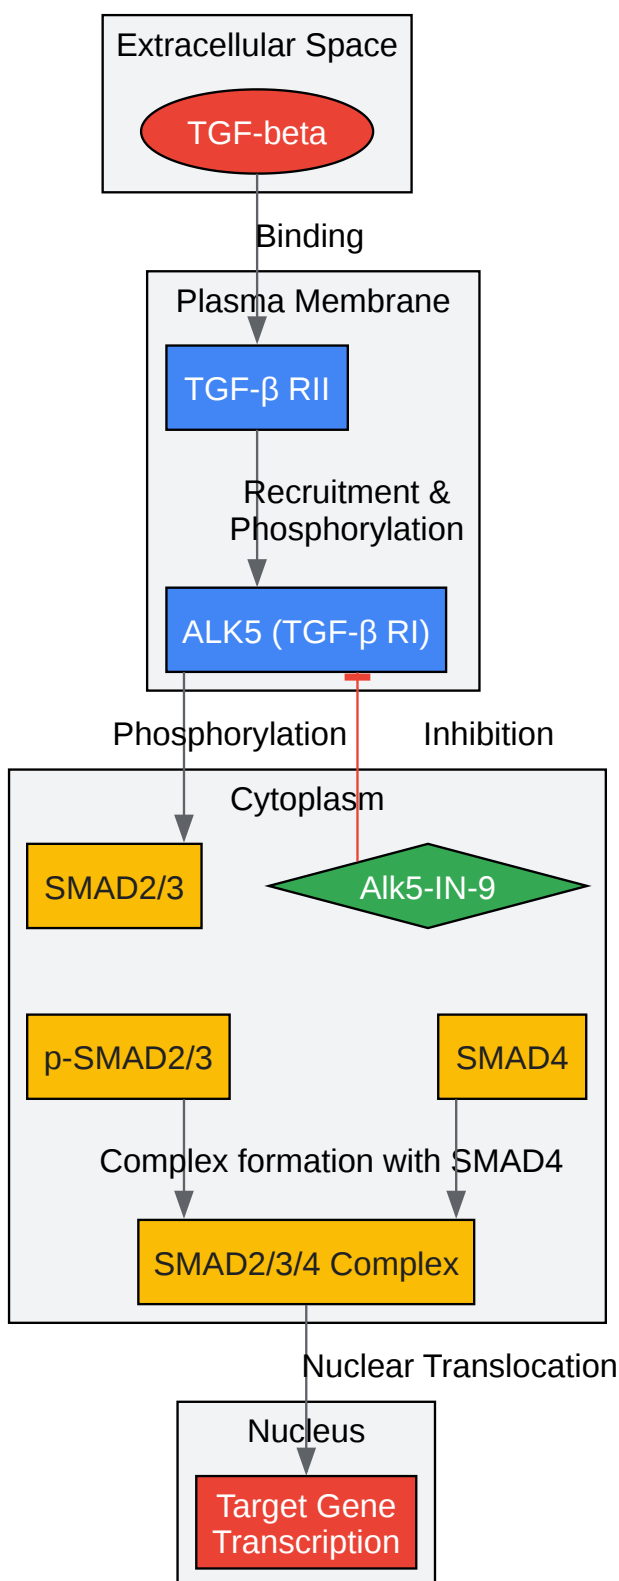 Extracellular Space
TGF-beta
Binding
Plasma Membrane
TGF-β RII
Recruitment &
Phosphorylation
ALK5 (TGF-β RI)
Phosphorylation
Inhibition
Cytoplasm
SMAD2/3
Alk5-IN-9
p-SMAD2/3
SMAD4
Complex formation with SMAD4
SMAD2/3/4 Complex
Nuclear Translocation
Nucleus
Target Gene
Transcription